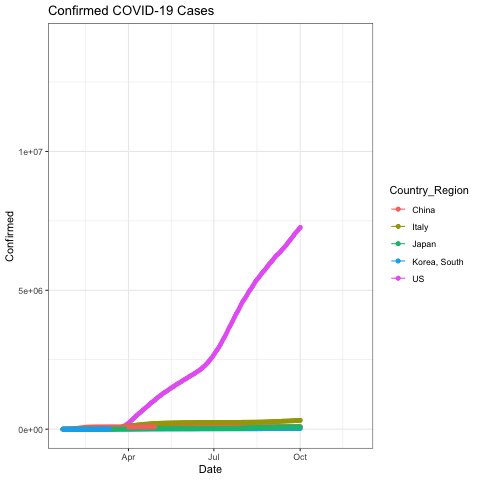 Confirmed COVID-19 Cases
1e+07
5e+06
0e+00
Confirmed
Apr
Jul
Oct
Date
Country_Region
China
Italy
Japan
Korea, South
US